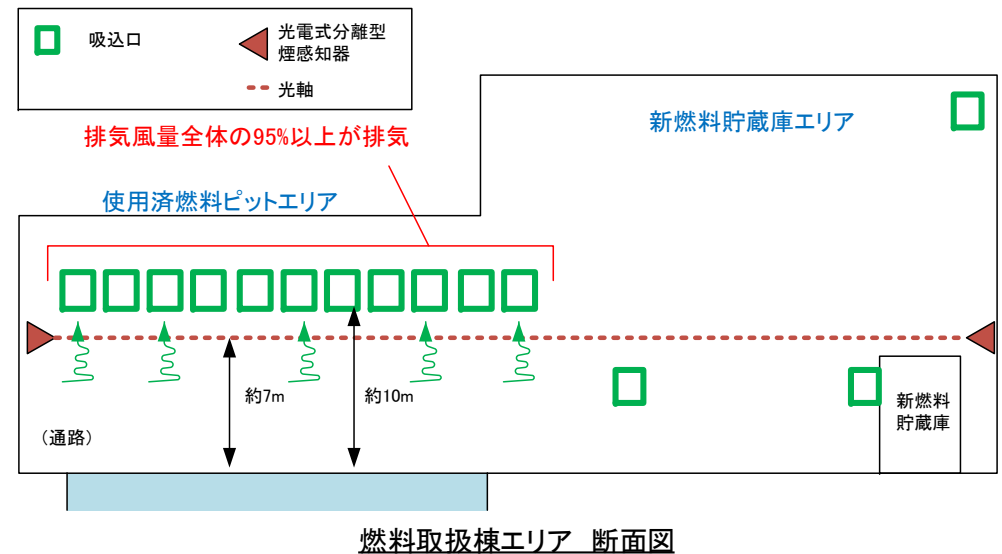 吸込口
光電式分離型
煙感知器
光軸
排気風量全体の95%以上が排気
新燃料貯蔵庫エリア
使用済燃料ピットエリア
約7m
約10m
(通路)
新燃料
貯蔵庫
燃料取扱棟エリア 断面図